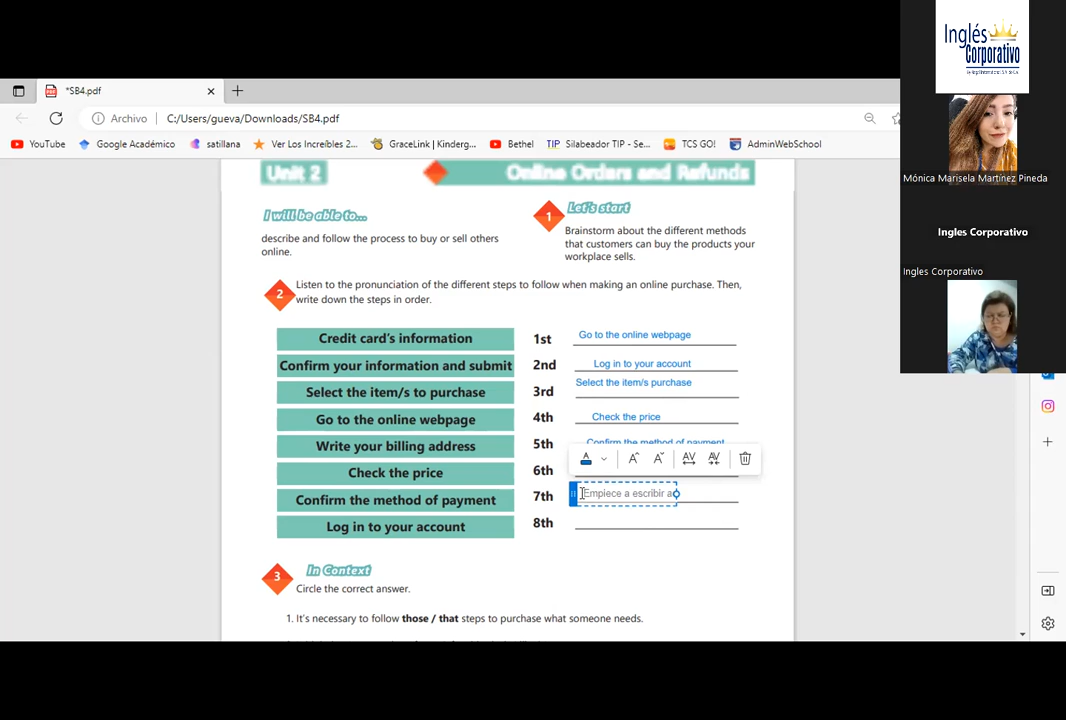 Inglés
Corporativo
*SB4.pdf
Archivo
C:/Users/gueva/Downloads/SB4.pdf
YouTube
Google Académico
satillana
Ver Los Increíbles 2...
GraceLink | Kinderg...
Bethel
TIP Silabeador TIP - Se...
TCS GO!
AdminWebSchool
Mónica Marisela Martínez Pineda
Ingles Corporativo
Ingles Corporativo
Unit 2
Online Orders and Refunds
I will be able to...
describe and follow the process to buy or sell others
online.
1
Let's start
Brainstorm about the different methods
that customers can buy the products your
workplace sells.
2
Listen to the pronunciation of the different steps to follow when making an online purchase. Then,
write down the steps in order.
Credit card's information
1st
Go to the online webpage
Confirm your information and submit
2nd
Log in to your account
Select the item/s to purchase
3rd
Select the item/s purchase
Go to the online webpage
4th
Check the price
Write your billing address
5th
Confirm the method of payment
Check the price
6th
Confirm the method of payment
7th
Empiece a escribir a
Log in to your account
8th
3
In Context
Circle the correct answer.
1. It's necessary to follow those / that steps to purchase what someone needs.